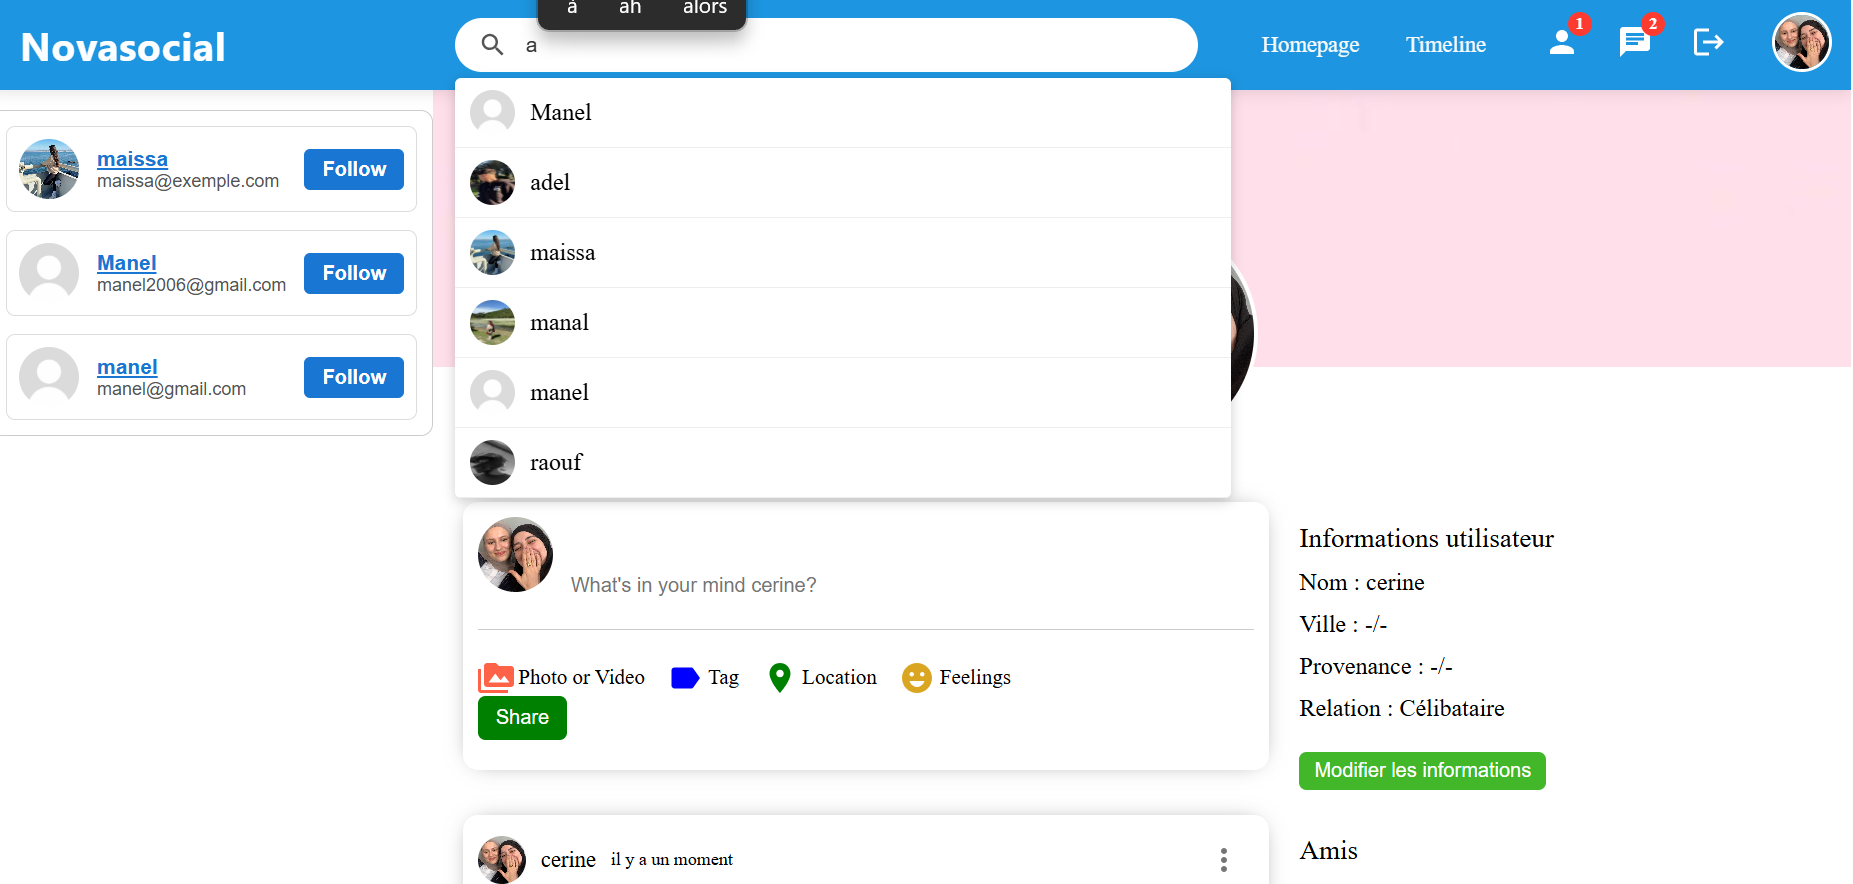 à ah alors
Novasocial
a
Homepage
Timeline
1
2
maissa
maissa@exemple.com
Follow
Manel
manel2006@gmail.com
Follow
manel
manel@gmail.com
Follow
Manel
adel
maissa
manal
manel
raouf
What's in your mind cerine?
Photo or Video
Tag
Location
Feelings
Share
cerine il y a un moment
Informations utilisateur
Nom : cerine
Ville : -/-
Provenance : -/-
Relation : Célibataire
Modifier les informations
Amis